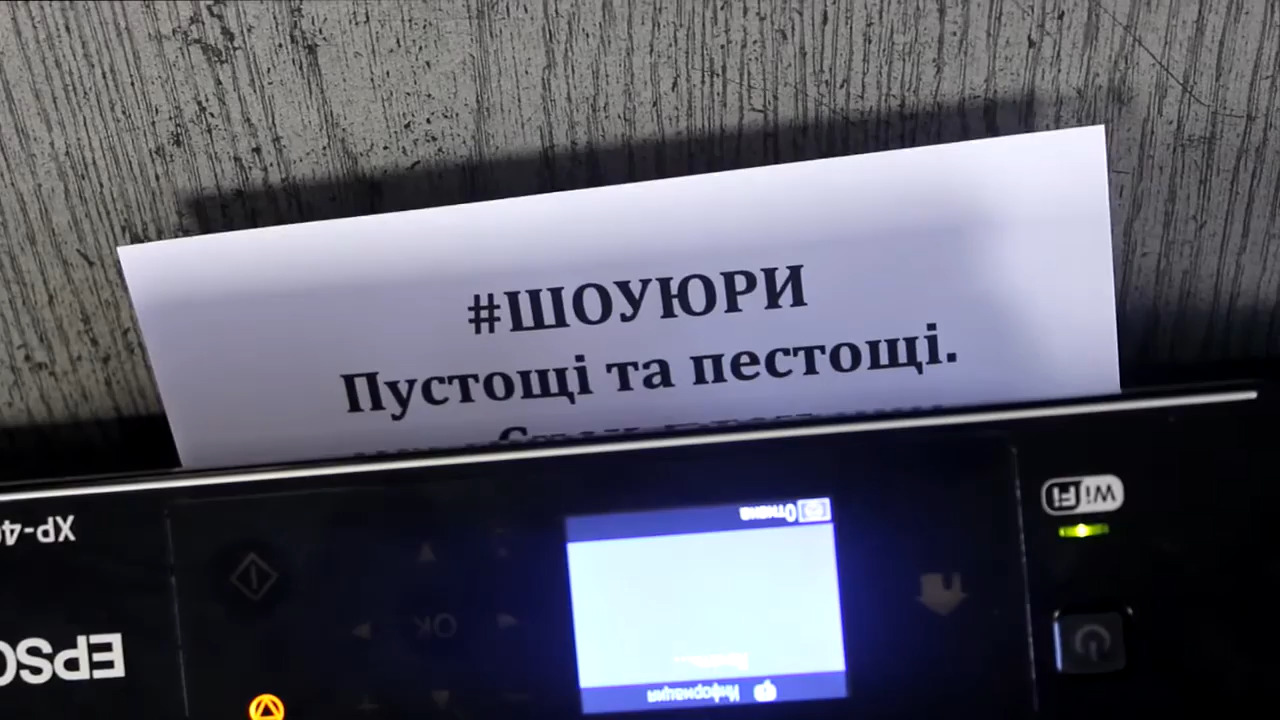 #ШОУЮРИ
Пустощі та пестощі.
XP-4
Wi Fi
Отмена
OK
EPSO
Информация